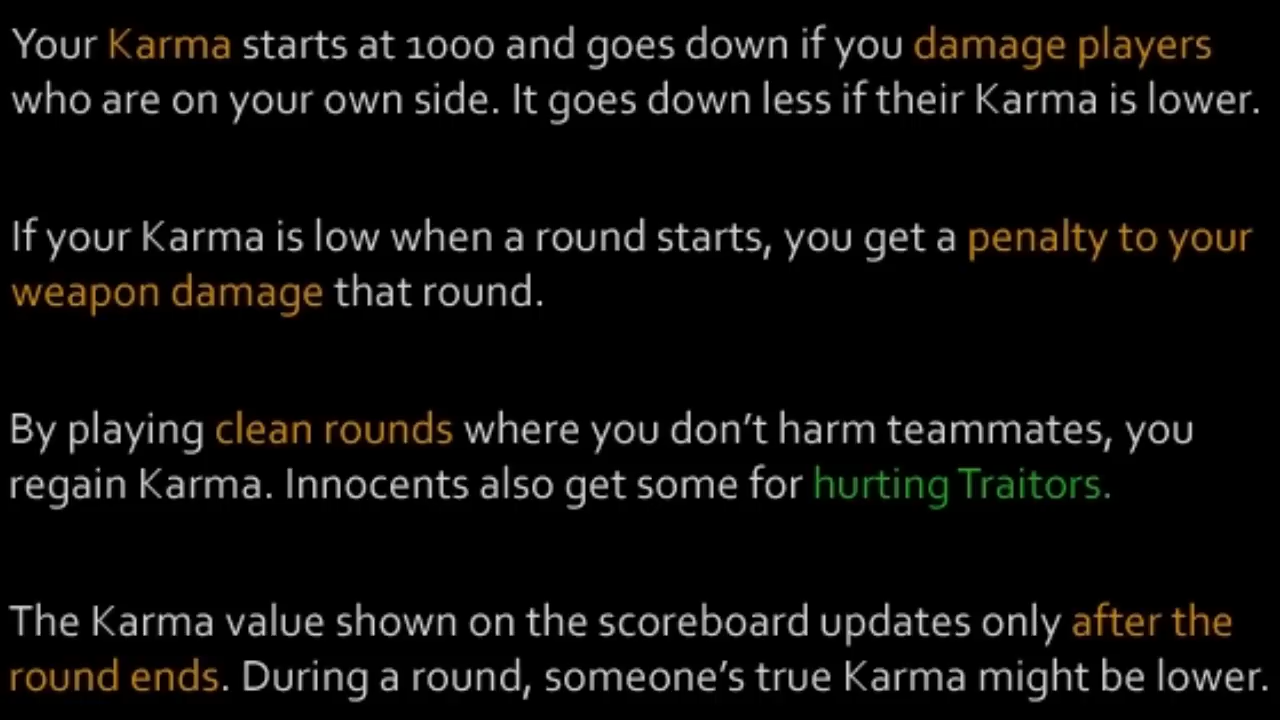 Your Karma starts at 1000 and goes down if you damage players
who are on your own side. It goes down less if their Karma is lower.
If your Karma is low when a round starts, you get a penalty to your
weapon damage that round.
By playing clean rounds where you don’t harm teammates, you
regain Karma. Innocents also get some for hurting Traitors.
The Karma value shown on the scoreboard updates only after the
round ends. During a round, someone’s true Karma might be lower.